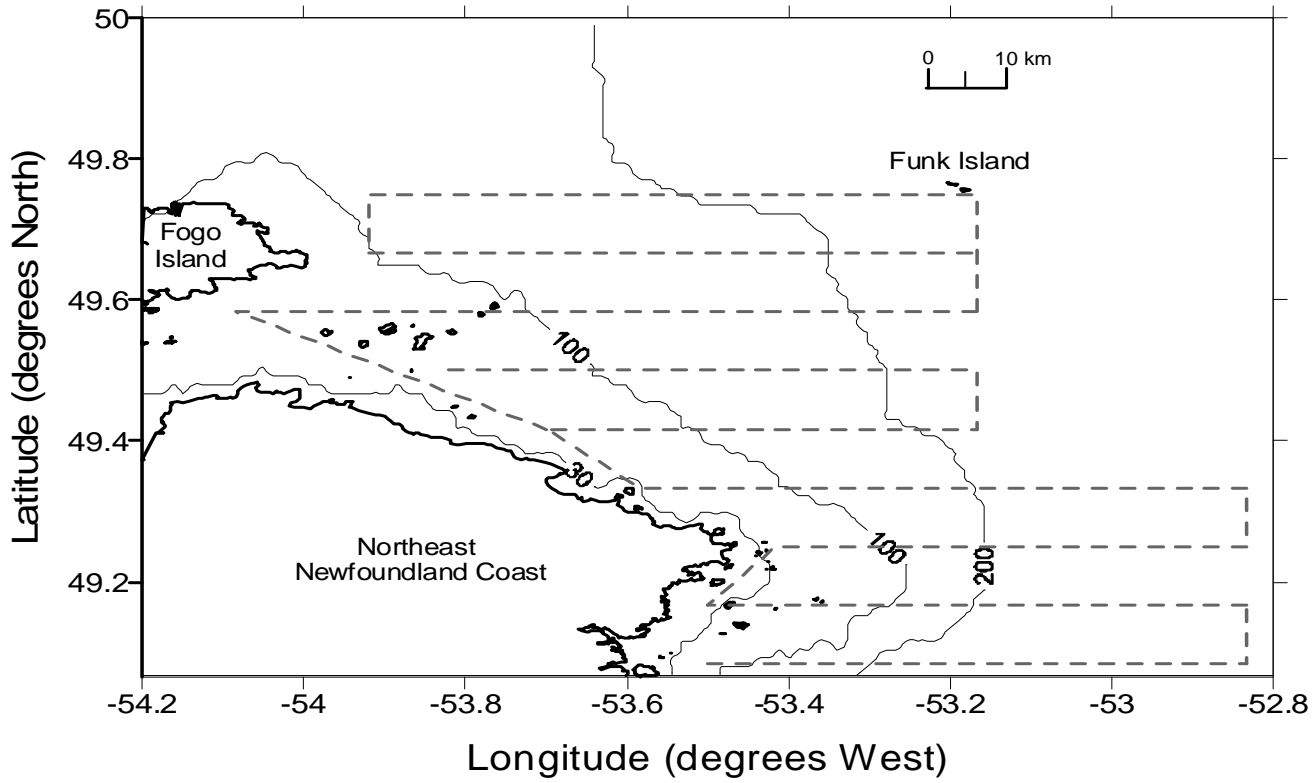 50
0 10 km
49.8
Funk Island
Fogo
Island
49.6
100
49.4
50
Northeast
Newfoundland Coast
100
200
49.2
-54.2 -54 -53.8 -53.6 -53.4 -53.2 -53 -52.8
Latitude (degrees North)
Longitude (degrees West)